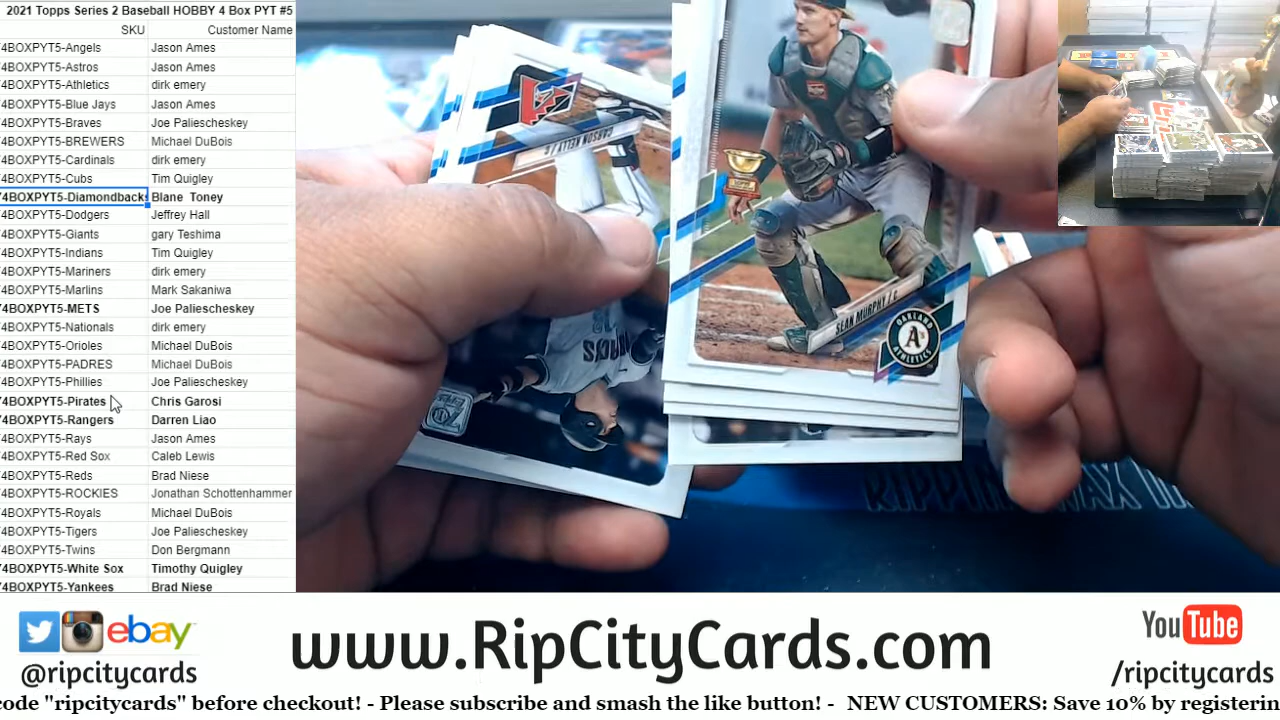 2021 Topps Series 2 Baseball HOBBY 4 Box PYT #5
SKU Customer Name
4BOXPYT5-Angels Jason Ames
4BOXPYT5-Astros Jason Ames
4BOXPYT5-Athletics dirk emery
4BOXPYT5-Blue Jays Jason Ames
4BOXPYT5-Braves Joe Paliescheskey
4BOXPYT5-BREWERS Michael DuBois
4BOXPYT5-Cardinals dirk emery
4BOXPYT5-Cubs Tim Quigley
4BOXPYT5-Diamondbacks Blane Toney
4BOXPYT5-Dodgers Jeffrey Hall
4BOXPYT5-Giants gary Teshima
4BOXPYT5-Indians Tim Quigley
4BOXPYT5-Mariners dirk emery
4BOXPYT5-Marlins Mark Sakaniwa
4BOXPYT5-METS Joe Paliescheskey
4BOXPYT5-Nationals dirk emery
4BOXPYT5-Orioles Michael DuBois
4BOXPYT5-PADRES Michael DuBois
4BOXPYT5-Phillies Joe Paliescheskey
4BOXPYT5-Pirates Chris Garosi
4BOXPYT5-Rangers Darren Liao
4BOXPYT5-Rays Jason Ames
4BOXPYT5-Red Sox Caleb Lewis
4BOXPYT5-Reds Brad Niese
4BOXPYT5-ROCKIES Jonathan Schottenhammer
4BOXPYT5-Royals Michael DuBois
4BOXPYT5-Tigers Joe Paliescheskey
4BOXPYT5-Twins Don Bergmann
4BOXPYT5-White Sox Timothy Quigley
4BOXPYT5-Yankees Brad Niese
CARSON KELLY / C
SEAN MURPHY / C
OAKLAND
A's
ATHLETICS
70
ebay
@ripcitycards
www.RipCityCards.com
YouTube
/ripcitycards
code "ripcitycards" before checkout! - Please subscribe and smash the like button! - NEW CUSTOMERS: Save 10% by registerin